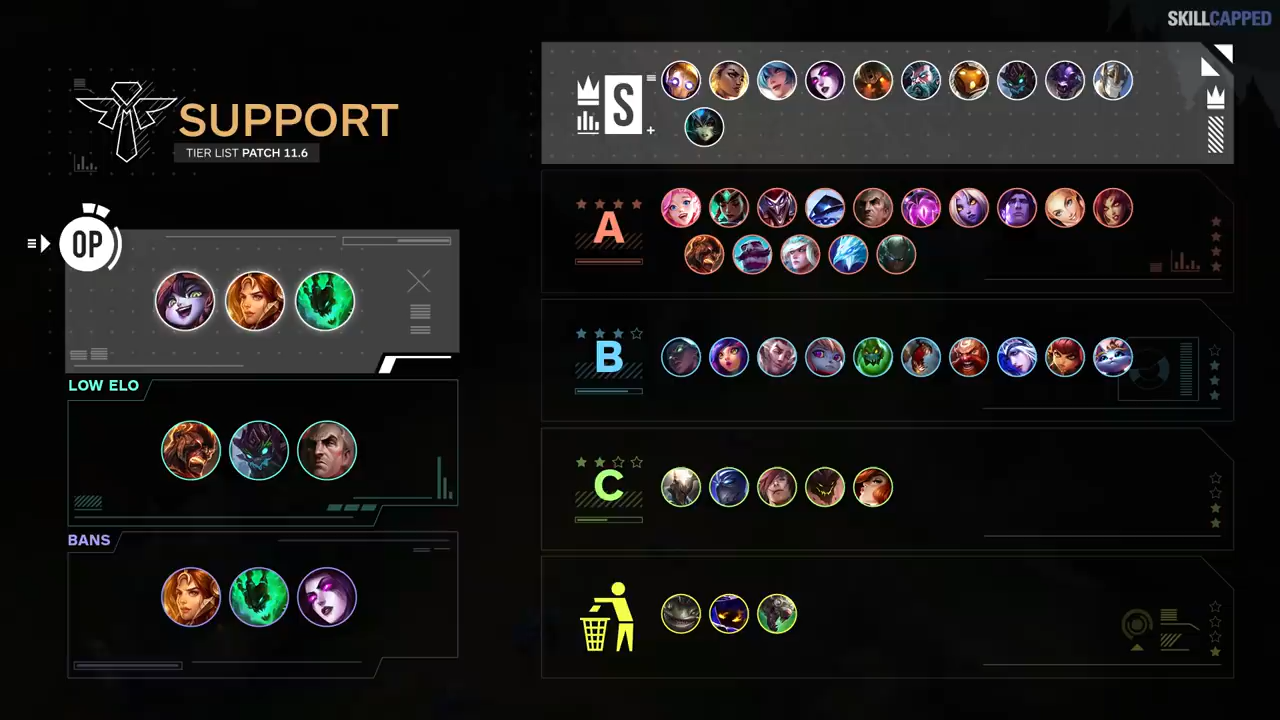 SKILLCAPPED
SUPPORT
TIER LIST PATCH 11.6
OP
LOW ELO
BANS
S
+
A
B
C